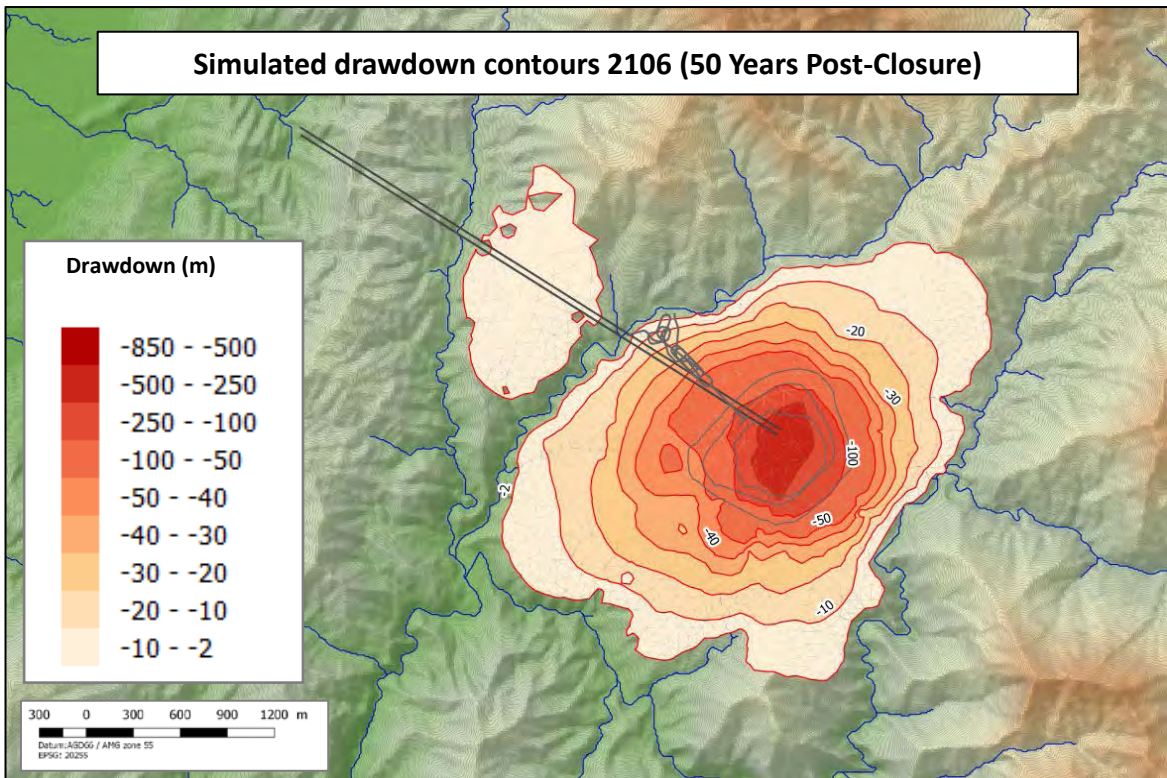 Simulated drawdown contours 2106 (50 Years Post-Closure)
Drawdown (m)
-850 - -500
-500 - -250
-250 - -100
-100 - -50
-50 - -40
-40 - -30
-30 - -20
-20 - -10
-10 - -2
-20
-30
-100
-2
-50
-40
-10
300 0 300 600 900 1200 m
Datum:AGD66 / AMG zone 55
EPSG: 20255